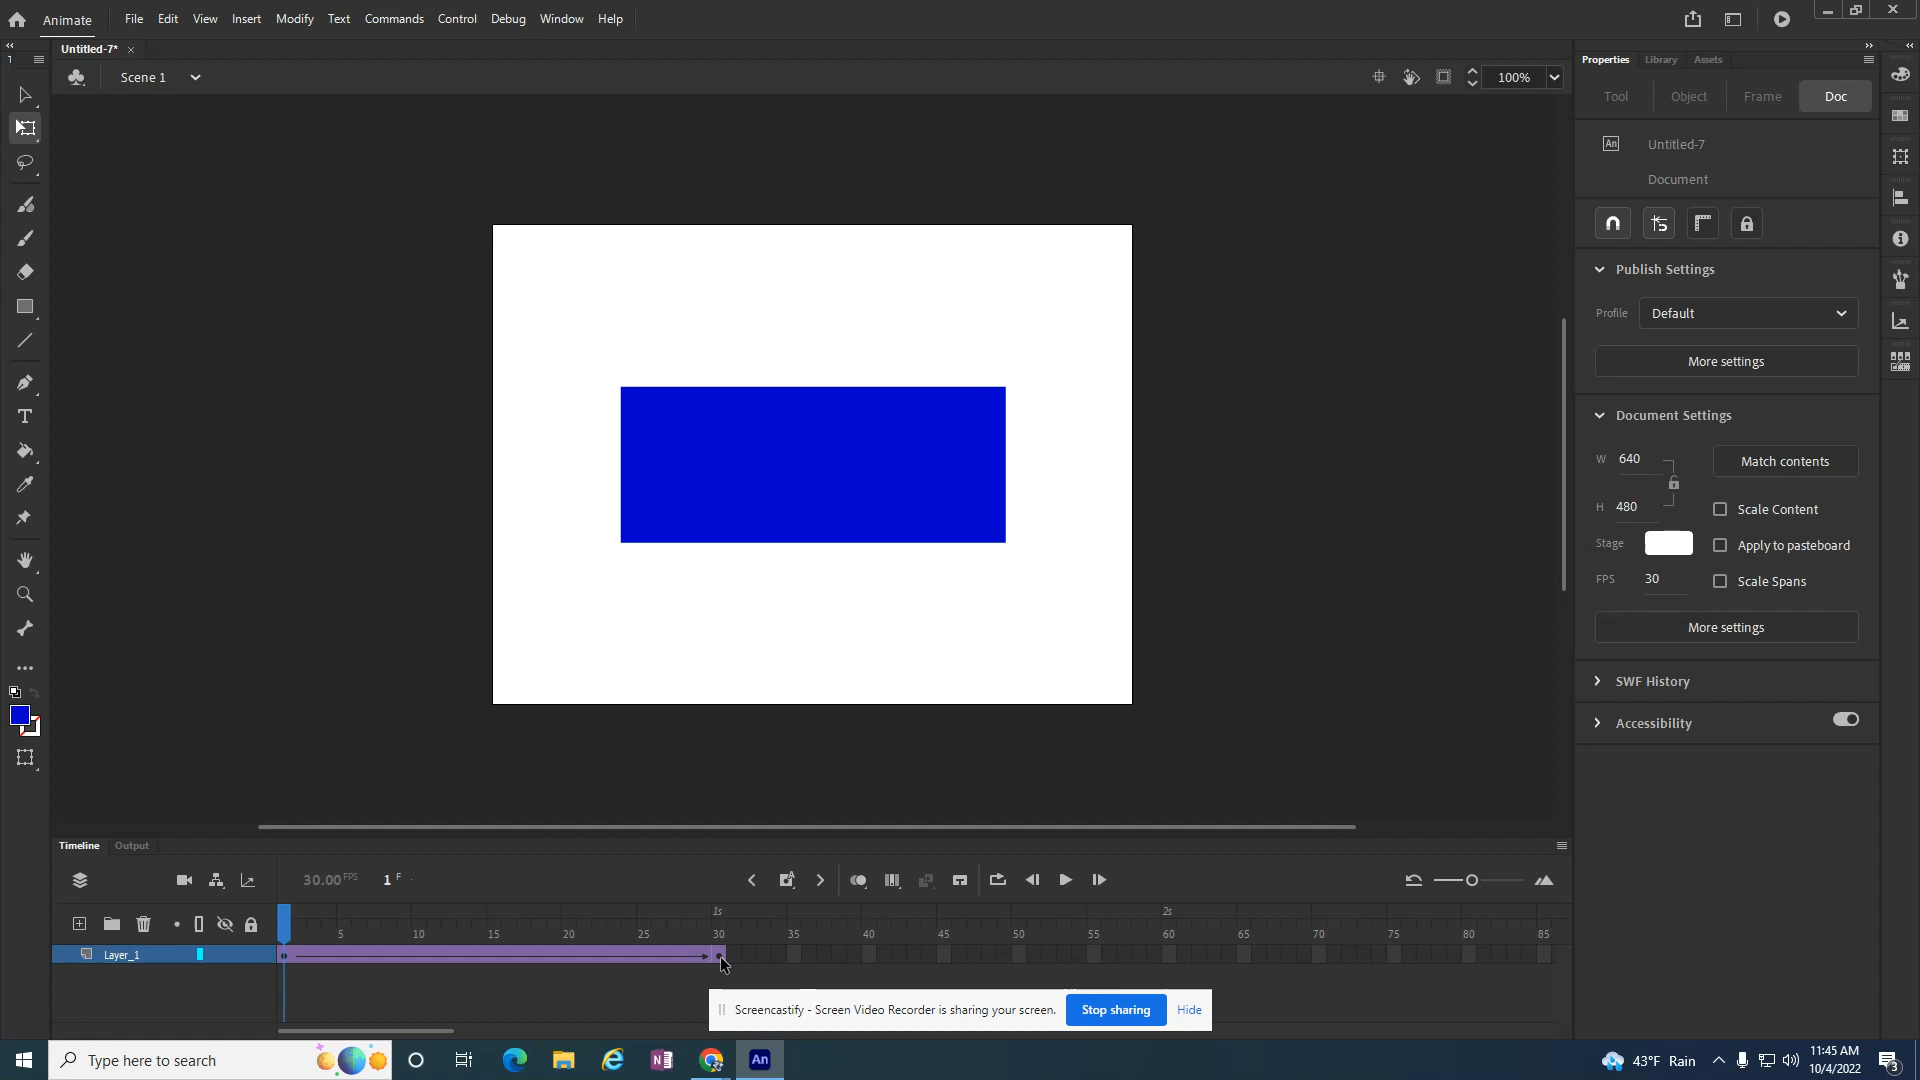 Animate File Edit View Insert Modify Text Commands Control Debug Window Help
Untitled-7* ×
1
Scene 1 100%
Properties Library Assets
Tool Object Frame Doc
An Untitled-7
Document
Publish Settings
Profile Default
More settings
Document Settings
W 640 Match contents
H 480 Scale Content
Stage Apply to pasteboard
FPS 30 Scale Spans
More settings
SWF History
Accessibility
T
Timeline Output
30.00 FPS 1 F
1s 2s
5 10 15 20 25 30 35 40 45 50 55 60 65 70 75 80 85
Layer_1
Screencastify - Screen Video Recorder is sharing your screen. Stop sharing Hide
Type here to search An 43°F Rain 11:45 AM
10/4/2022 3